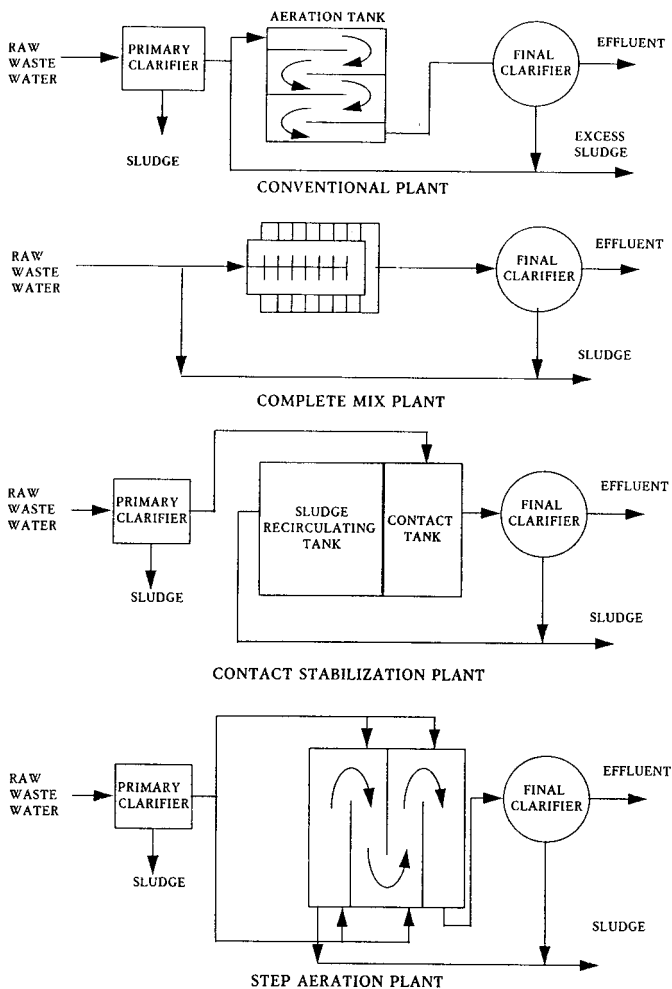 AERATION TANK
RAW
WASTE
WATER
PRIMARY
CLARIFIER
FINAL
CLARIFIER
EFFLUENT
SLUDGE
EXCESS
SLUDGE
CONVENTIONAL PLANT
RAW
WASTE
WATER
FINAL
CLARIFIER
EFFLUENT
SLUDGE
COMPLETE MIX PLANT
RAW
WASTE
WATER
PRIMARY
CLARIFIER
SLUDGE
RECIRCULATING
TANK
CONTACT
TANK
FINAL
CLARIFIER
EFFLUENT
SLUDGE
SLUDGE
CONTACT STABILIZATION PLANT
RAW
WASTE
WATER
PRIMARY
CLARIFIER
FINAL
CLARIFIER
EFFLUENT
SLUDGE
SLUDGE
STEP AERATION PLANT